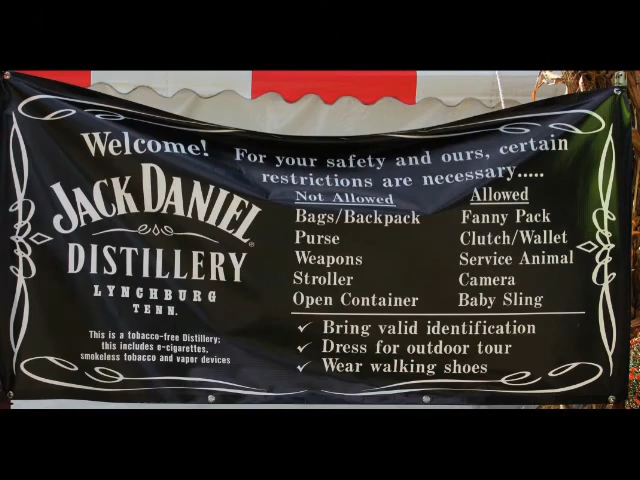 Welcome!
JACK DANIEL
®
DISTILLERY
LYNCHBURG
TENN.
This is a tobacco-free Distillery;
this includes e-cigarettes,
smokeless tobacco and vapor devices
For your safety and ours, certain
restrictions are necessary.....
Not Allowed
Bags/Backpack
Purse
Weapons
Stroller
Open Container
Allowed
Fanny Pack
Clutch/Wallet
Service Animal
Camera
Baby Sling
✓ Bring valid identification
✓ Dress for outdoor tour
✓ Wear walking shoes